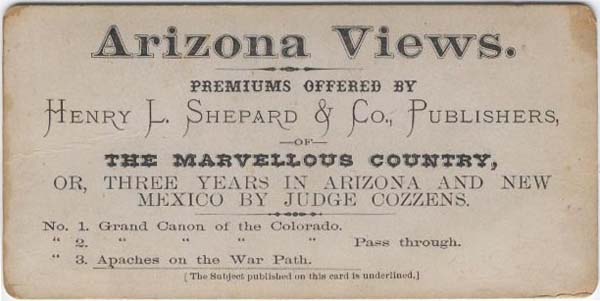 Arizona Views.
PREMIUMS OFFERED BY
HENRY L. SHEPARD & CO., PUBLISHERS,
—OF—
THE MARVELLOUS COUNTRY,
OR, THREE YEARS IN ARIZONA AND NEW
MEXICO BY JUDGE COZZENS.
No. 1. Grand Canon of the Colorado.
“ 2. “ “ “ “ Pass through.
“ 3. Apaches on the War Path.
[The Subject published on this card is underlined.]